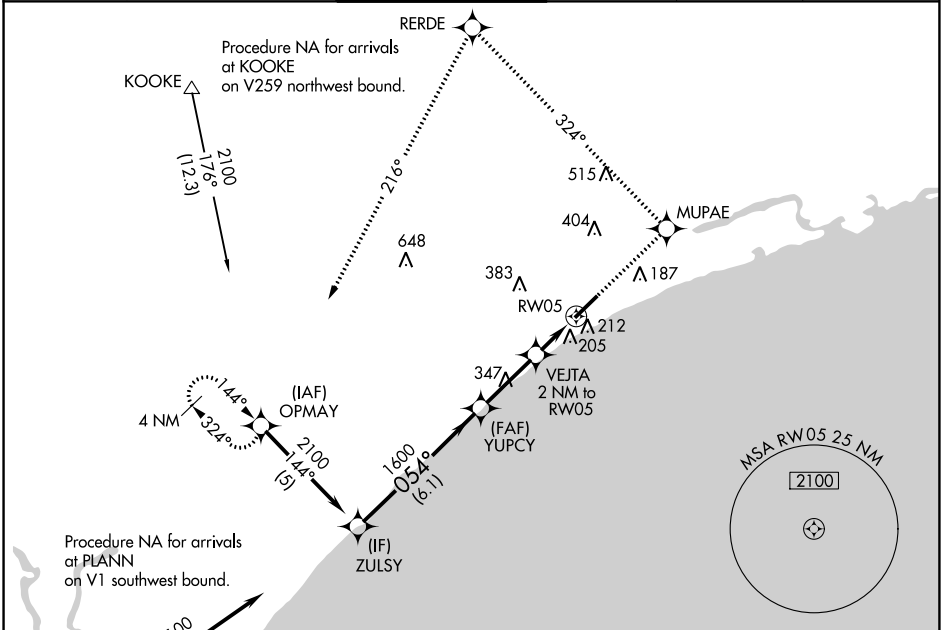 RERDE
Procedure NA for arrivals
at KOOKE
on V259 northwest bound.
KOOKE
2100
176°
(12.3)
216°
324°
515
404
MUPAE
648
383
187
RW05
212
205
VEJTA
2 NM to
RW05
347
(FAF)
YUPCY
144°
4 NM
324°
(IAF)
OPMAY
2100
144°
(5)
1600
054°
(6.1)
(IF)
ZULSY
MSA RW05 25 NM
2100
Procedure NA for arrivals
at PLANN
on V1 southwest bound.